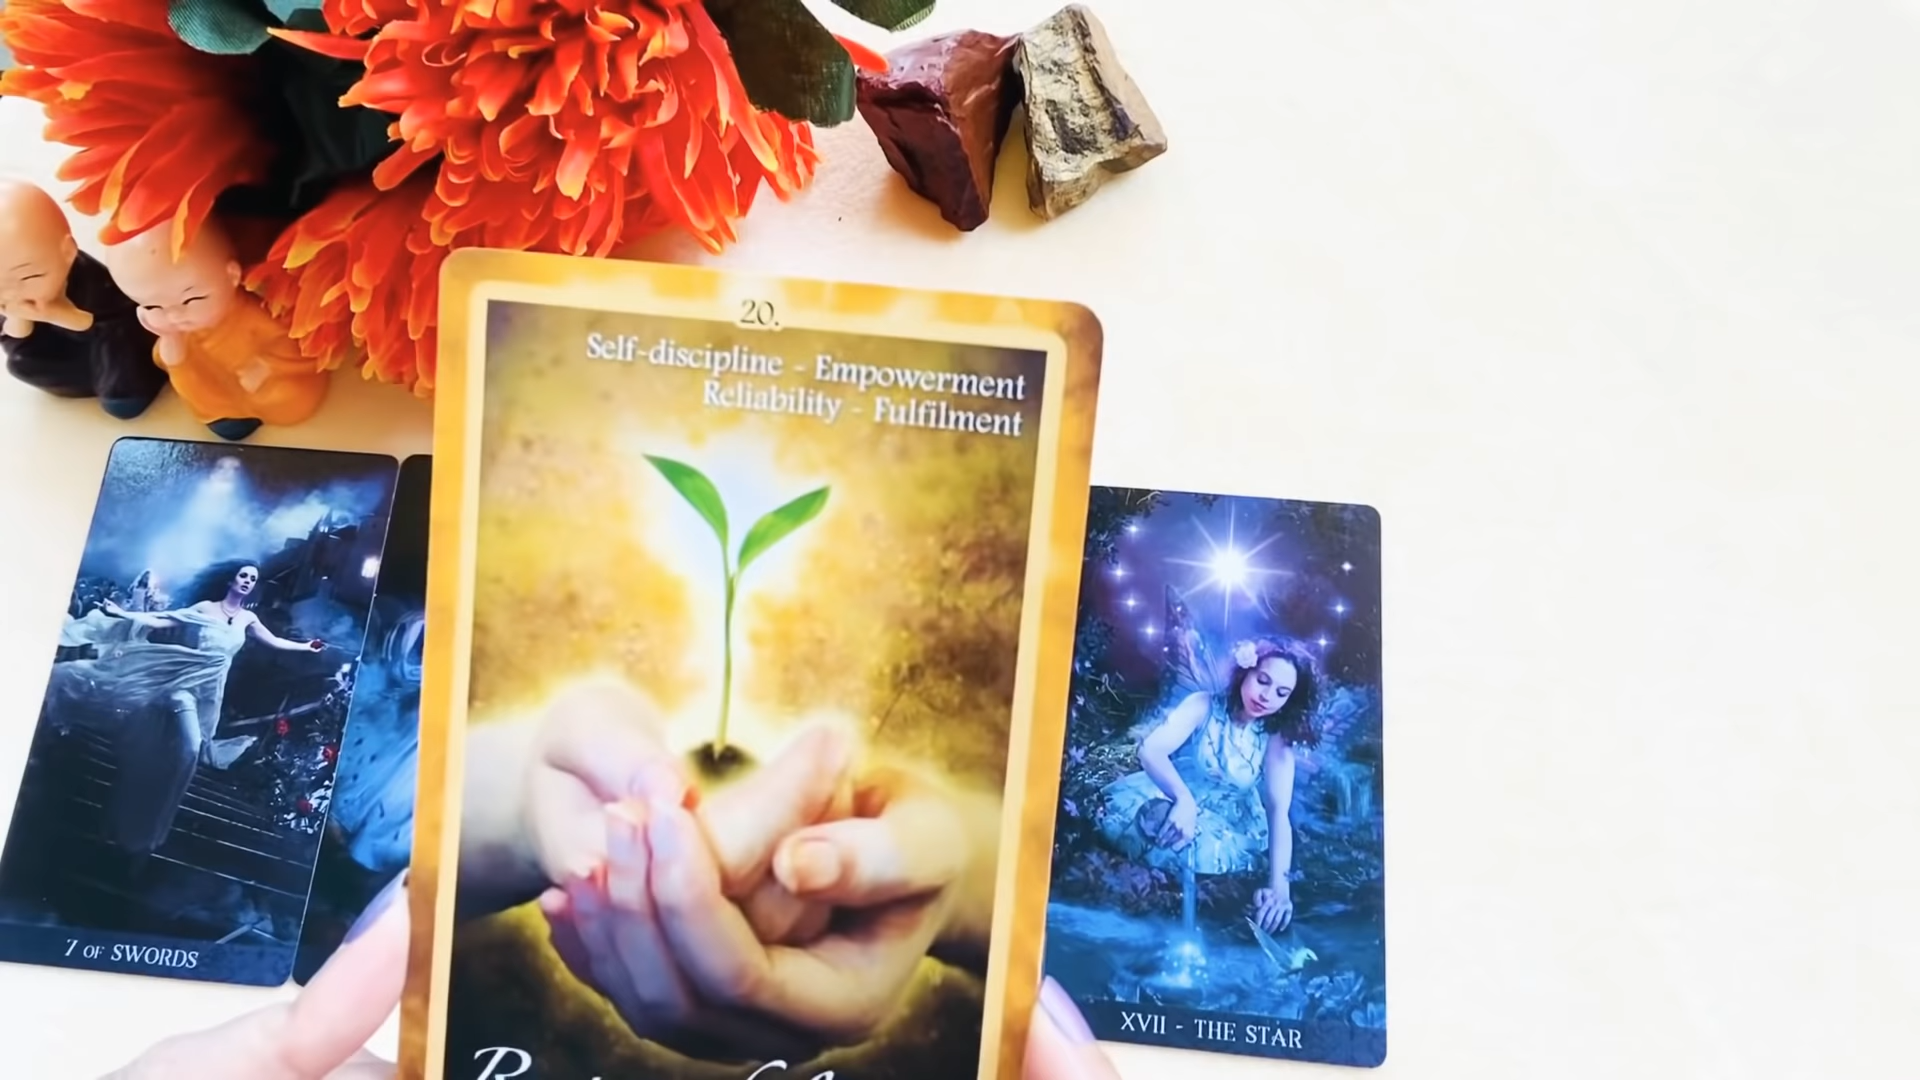 20.
Self-discipline - Empowerment
Reliability - Fulfilment
7 OF SWORDS
XVII - THE STAR